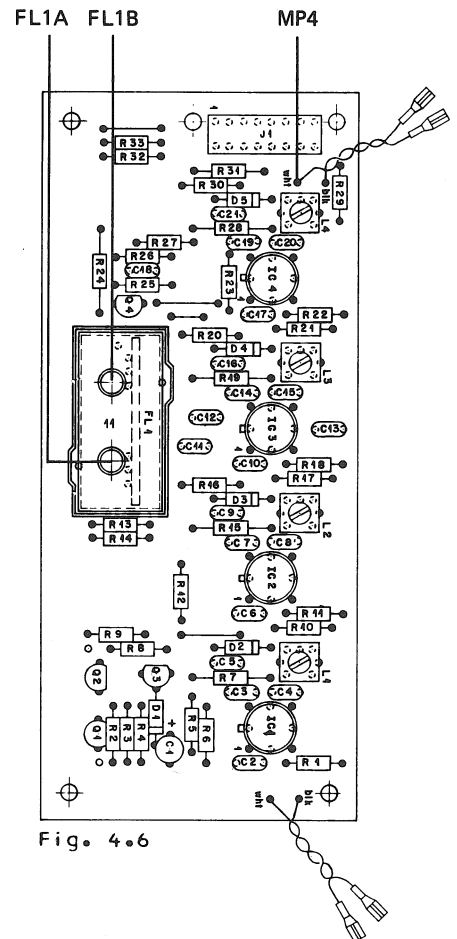 FL1A FL1B MP4
J1
R33
R32
R31
wht
blk
R30
R29
D5
C21
L4
R28
R27
C19
C20
R26
C18
R24
IC4
R23
R25
Q4
C17
R22
R21
R20
D4
C16
L3
R19
C14
C15
C12
11
FL1
IC3
C13
C11
C10
R18
R17
R16
D3
C9
L2
R13
R15
R14
C7
C8
IC2
R12
C6
R11
R10
R9
R8
D2
C5
Q2
Q3
R7
L1
C3
C4
D1
Q1
R2
R3
R4
+
C1
R5
R6
IC1
C2
R1
wht
blk
Fig. 4.6